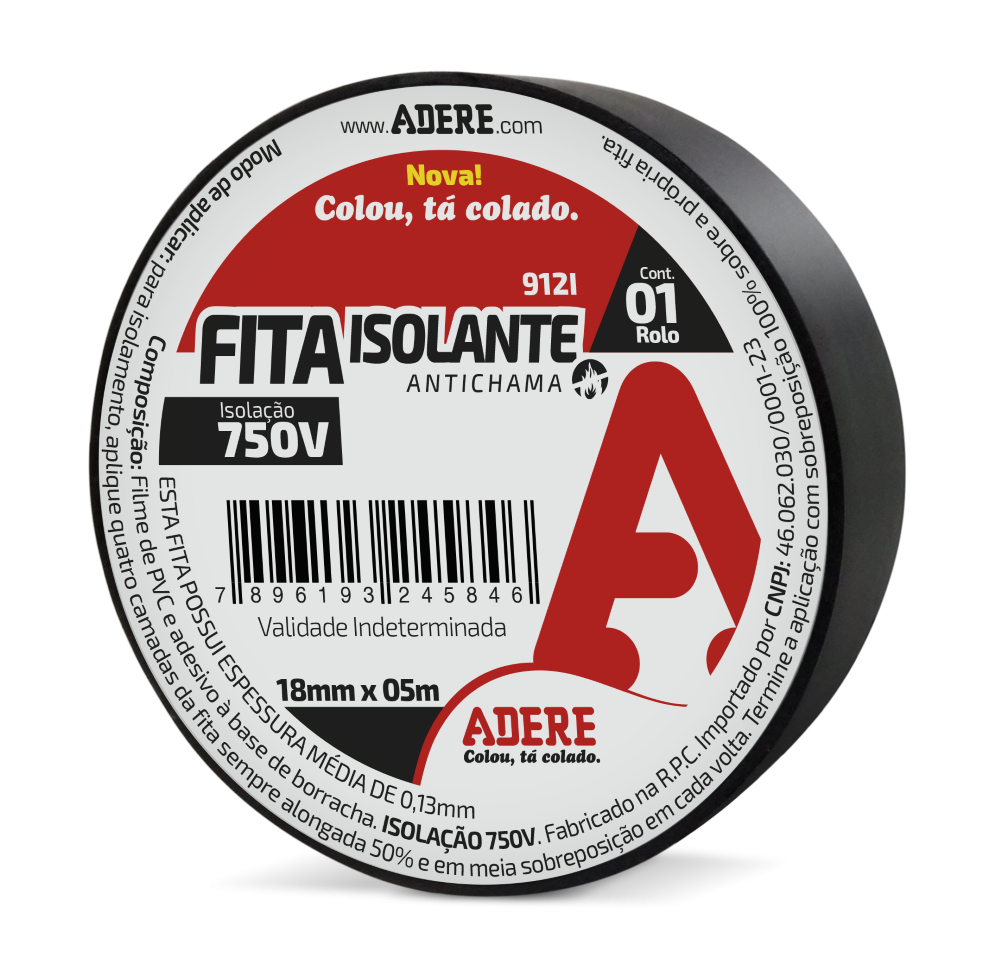 www.ADERE.com
Nova!
Colou, tá colado.
912I
Cont.
01
Rolo
FITA ISOLANTE
ANTICHAMA
Isolação
750V
7 896193 245846
Validade Indeterminada
18mm x 05m
ADERE
Colou, tá colado.
ESTA FITA POSSUI ESPESSURA MÉDIA DE 0,13mm
Composição: Filme de PVC e adesivo à base de borracha. ISOLAÇÃO 750V. Fabricado na R.P.C. Importado por CNPJ: 46.062.030/0001-23
Modo de aplicar: para isolamento, aplique quatro camadas da fita sempre alongada 50% e em meia sobreposição em cada volta. Termine a aplicação com sobreposição 100% sobre a própria fita.